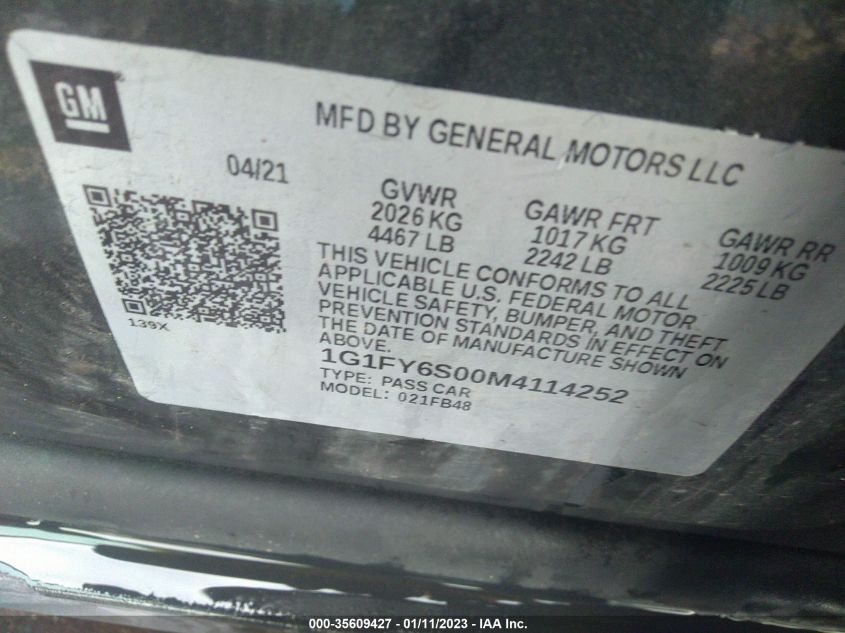 GM
MFD BY GENERAL MOTORS LLC
04/21
GVWR
2026 KG
4467 LB
GAWR FRT
1017 KG
2242 LB
GAWR RR
1009 KG
2225 LB
THIS VEHICLE CONFORMS TO ALL
APPLICABLE U.S. FEDERAL MOTOR
VEHICLE SAFETY, BUMPER, AND THEFT
PREVENTION STANDARDS IN EFFECT ON
THE DATE OF MANUFACTURE SHOWN
ABOVE.
139X
1G1FY6S00M4114252
TYPE: PASS CAR
MODEL: 021FB48
000-35609427 - 01/11/2023 - IAA Inc.